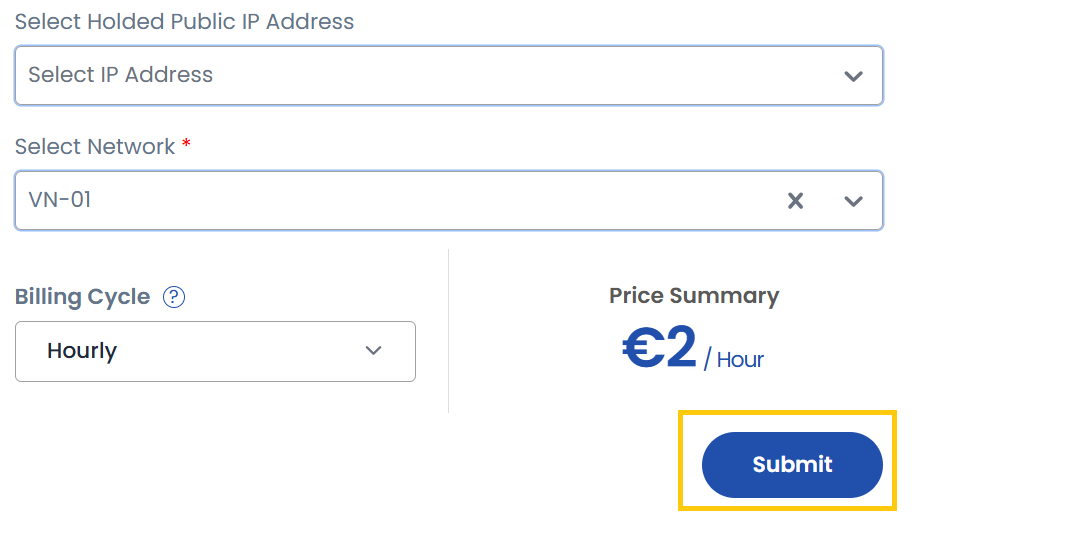 Select Holded Public IP Address
Select IP Address
Select Network *
VN-01
Billing Cycle ?
Hourly
Price Summary
€2 / Hour
Submit